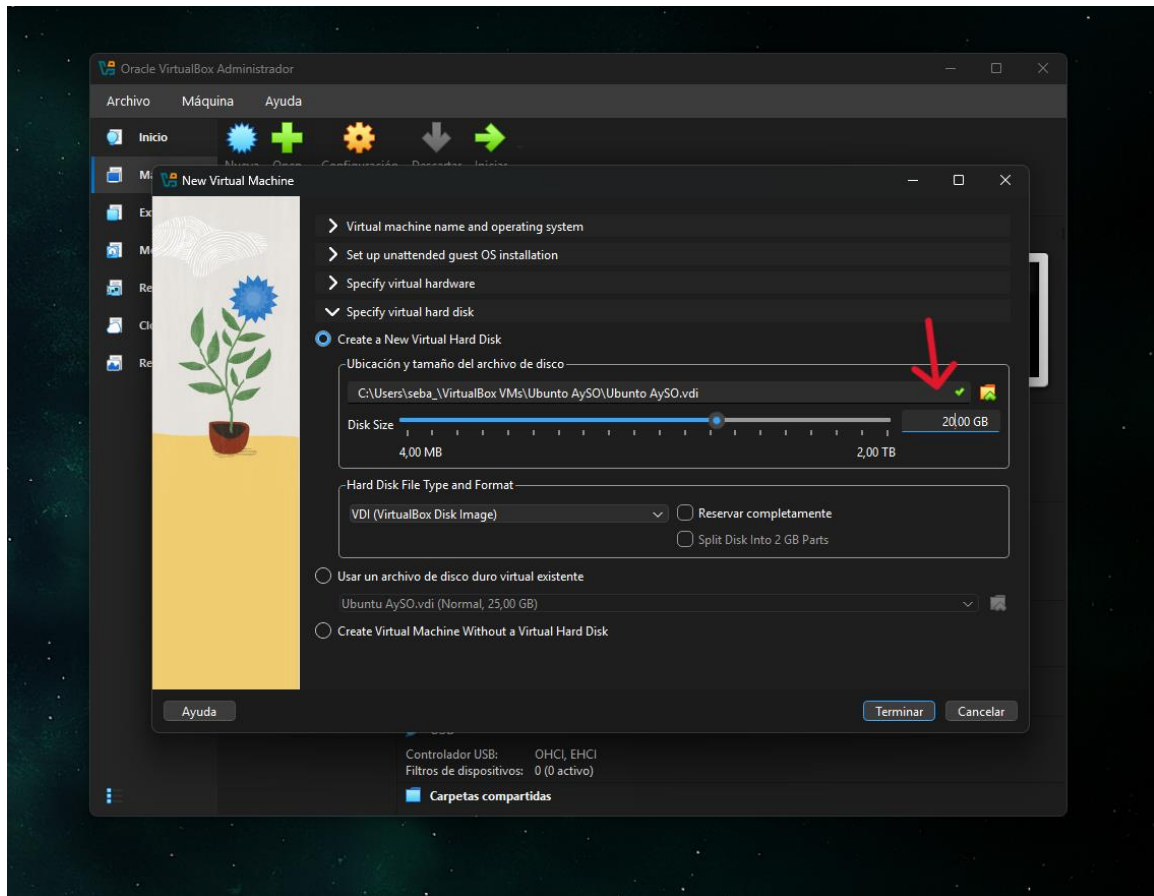 Oracle VirtualBox Administrador
Archivo Máquina Ayuda
Inicio
New Virtual Machine
Virtual machine name and operating system
Set up unattended guest OS installation
Specify virtual hardware
Specify virtual hard disk
Create a New Virtual Hard Disk
Ubicación y tamaño del archivo de disco
C:\Users\seba_\VirtualBox VMs\Ubunto AySO\Ubunto AySO.vdi
Disk Size
20,00 GB
4,00 MB 2,00 TB
Hard Disk File Type and Format
VDI (VirtualBox Disk Image) Reservar completamente
Split Disk Into 2 GB Parts
Usar un archivo de disco duro virtual existente
Ubuntu AySO.vdi (Normal, 25,00 GB)
Create Virtual Machine Without a Virtual Hard Disk
Ayuda Terminar Cancelar
Controlador USB: OHCI, EHCI
Filtros de dispositivos: 0 (0 activo)
Carpetas compartidas